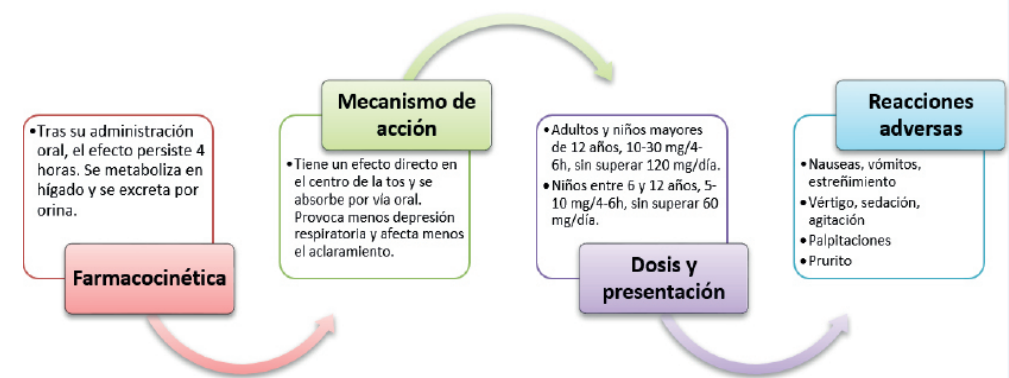 •Tras su administración
oral, el efecto persiste 4
horas. Se metaboliza en
hígado y se excreta por
orina.
Farmacocinética
Mecanismo de
acción
•Tiene un efecto directo en
el centro de la tos y se
absorbe por vía oral.
Provoca menos depresión
respiratoria y afecta menos
el aclaramiento.
•Adultos y niños mayores
de 12 años, 10-30 mg/4-
6h, sin superar 120 mg/día.
•Niños entre 6 y 12 años, 5-
10 mg/4-6h, sin superar 60
mg/día.
Dosis y
presentación
Reacciones
adversas
•Nauseas, vómitos,
estreñimiento
•Vértigo, sedación,
agitación
•Palpitaciones
•Prurito